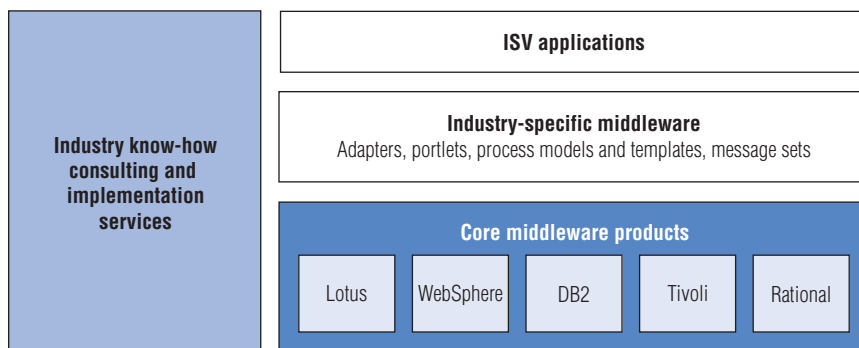 Industry know-how
consulting and
implementation
services
ISV applications
Industry-specific middleware
Adapters, portlets, process models and templates, message sets
Core middleware products
Lotus
WebSphere
DB2
Tivoli
Rational